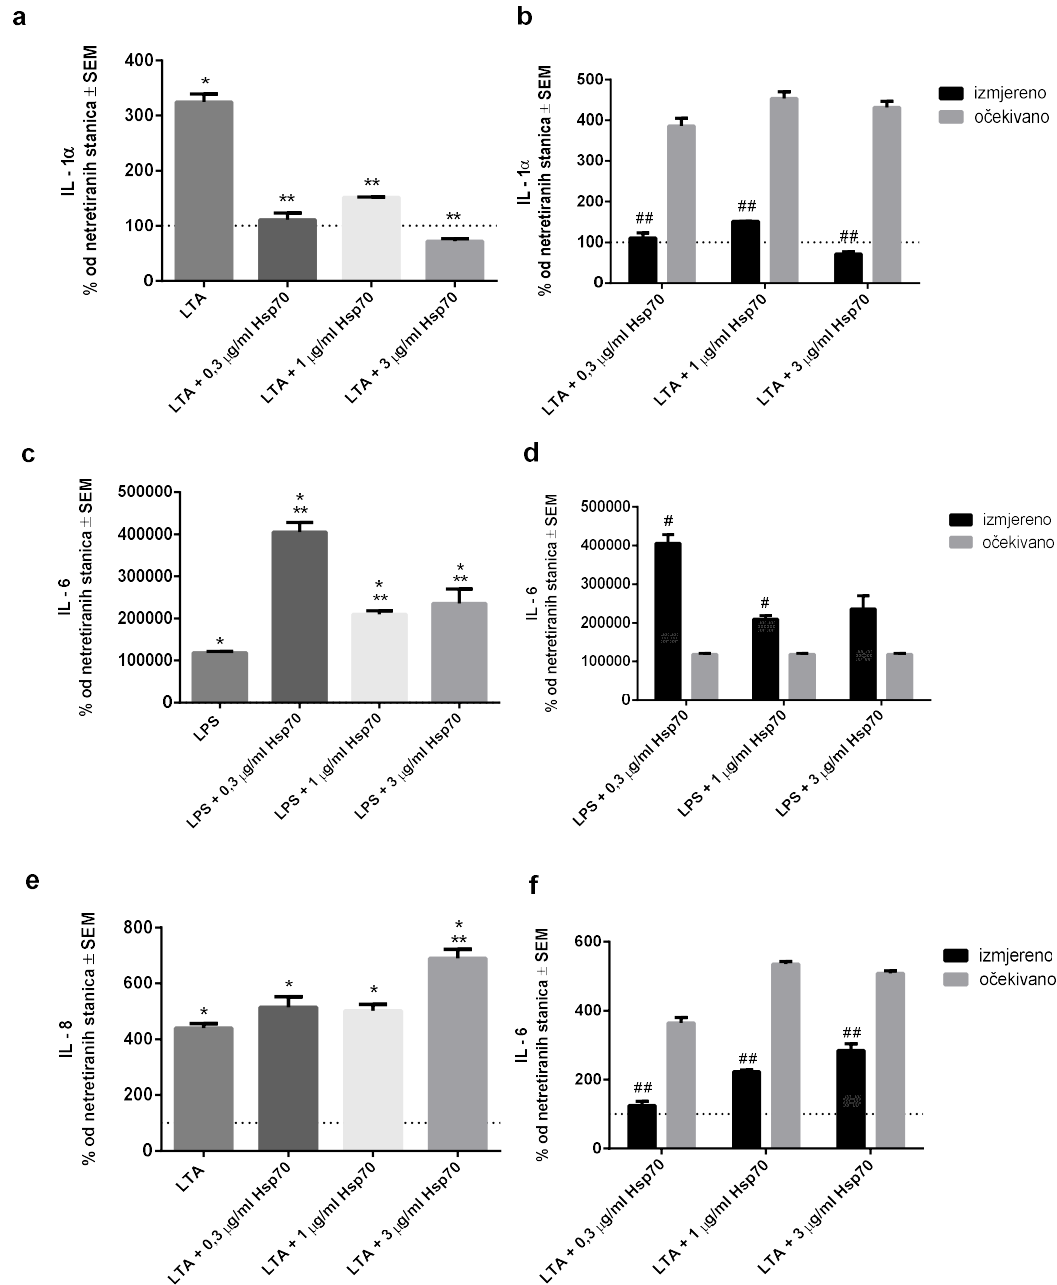 a
IL - 1α
% od netretiranih stanica ± SEM
400
300
200
100
0
*
**
**
**
LTA
LTA + 0,3 µg/ml Hsp70
LTA + 1 µg/ml Hsp70
LTA + 3 µg/ml Hsp70
b
IL - 1α
% od netretiranih stanica ± SEM
500
400
300
200
100
0
##
##
##
izmjereno
očekivano
LTA + 0,3 µg/ml Hsp70
LTA + 1 µg/ml Hsp70
LTA + 3 µg/ml Hsp70
c
IL - 6
% od netretiranih stanica ± SEM
500000
400000
300000
200000
100000
0
*
*
**
*
**
*
**
LPS
LPS + 0,3 µg/ml Hsp70
LPS + 1 µg/ml Hsp70
LPS + 3 µg/ml Hsp70
d
IL - 6
% od netretiranih stanica ± SEM
500000
400000
300000
200000
100000
0
#
#
izmjereno
očekivano
LPS + 0,3 µg/ml Hsp70
LPS + 1 µg/ml Hsp70
LPS + 3 µg/ml Hsp70
e
IL - 8
% od netretiranih stanica ± SEM
800
600
400
200
0
*
*
*
*
**
LTA
LTA + 0,3 µg/ml Hsp70
LTA + 1 µg/ml Hsp70
LTA + 3 µg/ml Hsp70
f
IL - 6
% od netretiranih stanica ± SEM
600
400
200
0
##
##
##
izmjereno
očekivano
LTA + 0,3 µg/ml Hsp70
LTA + 1 µg/ml Hsp70
LTA + 3 µg/ml Hsp70